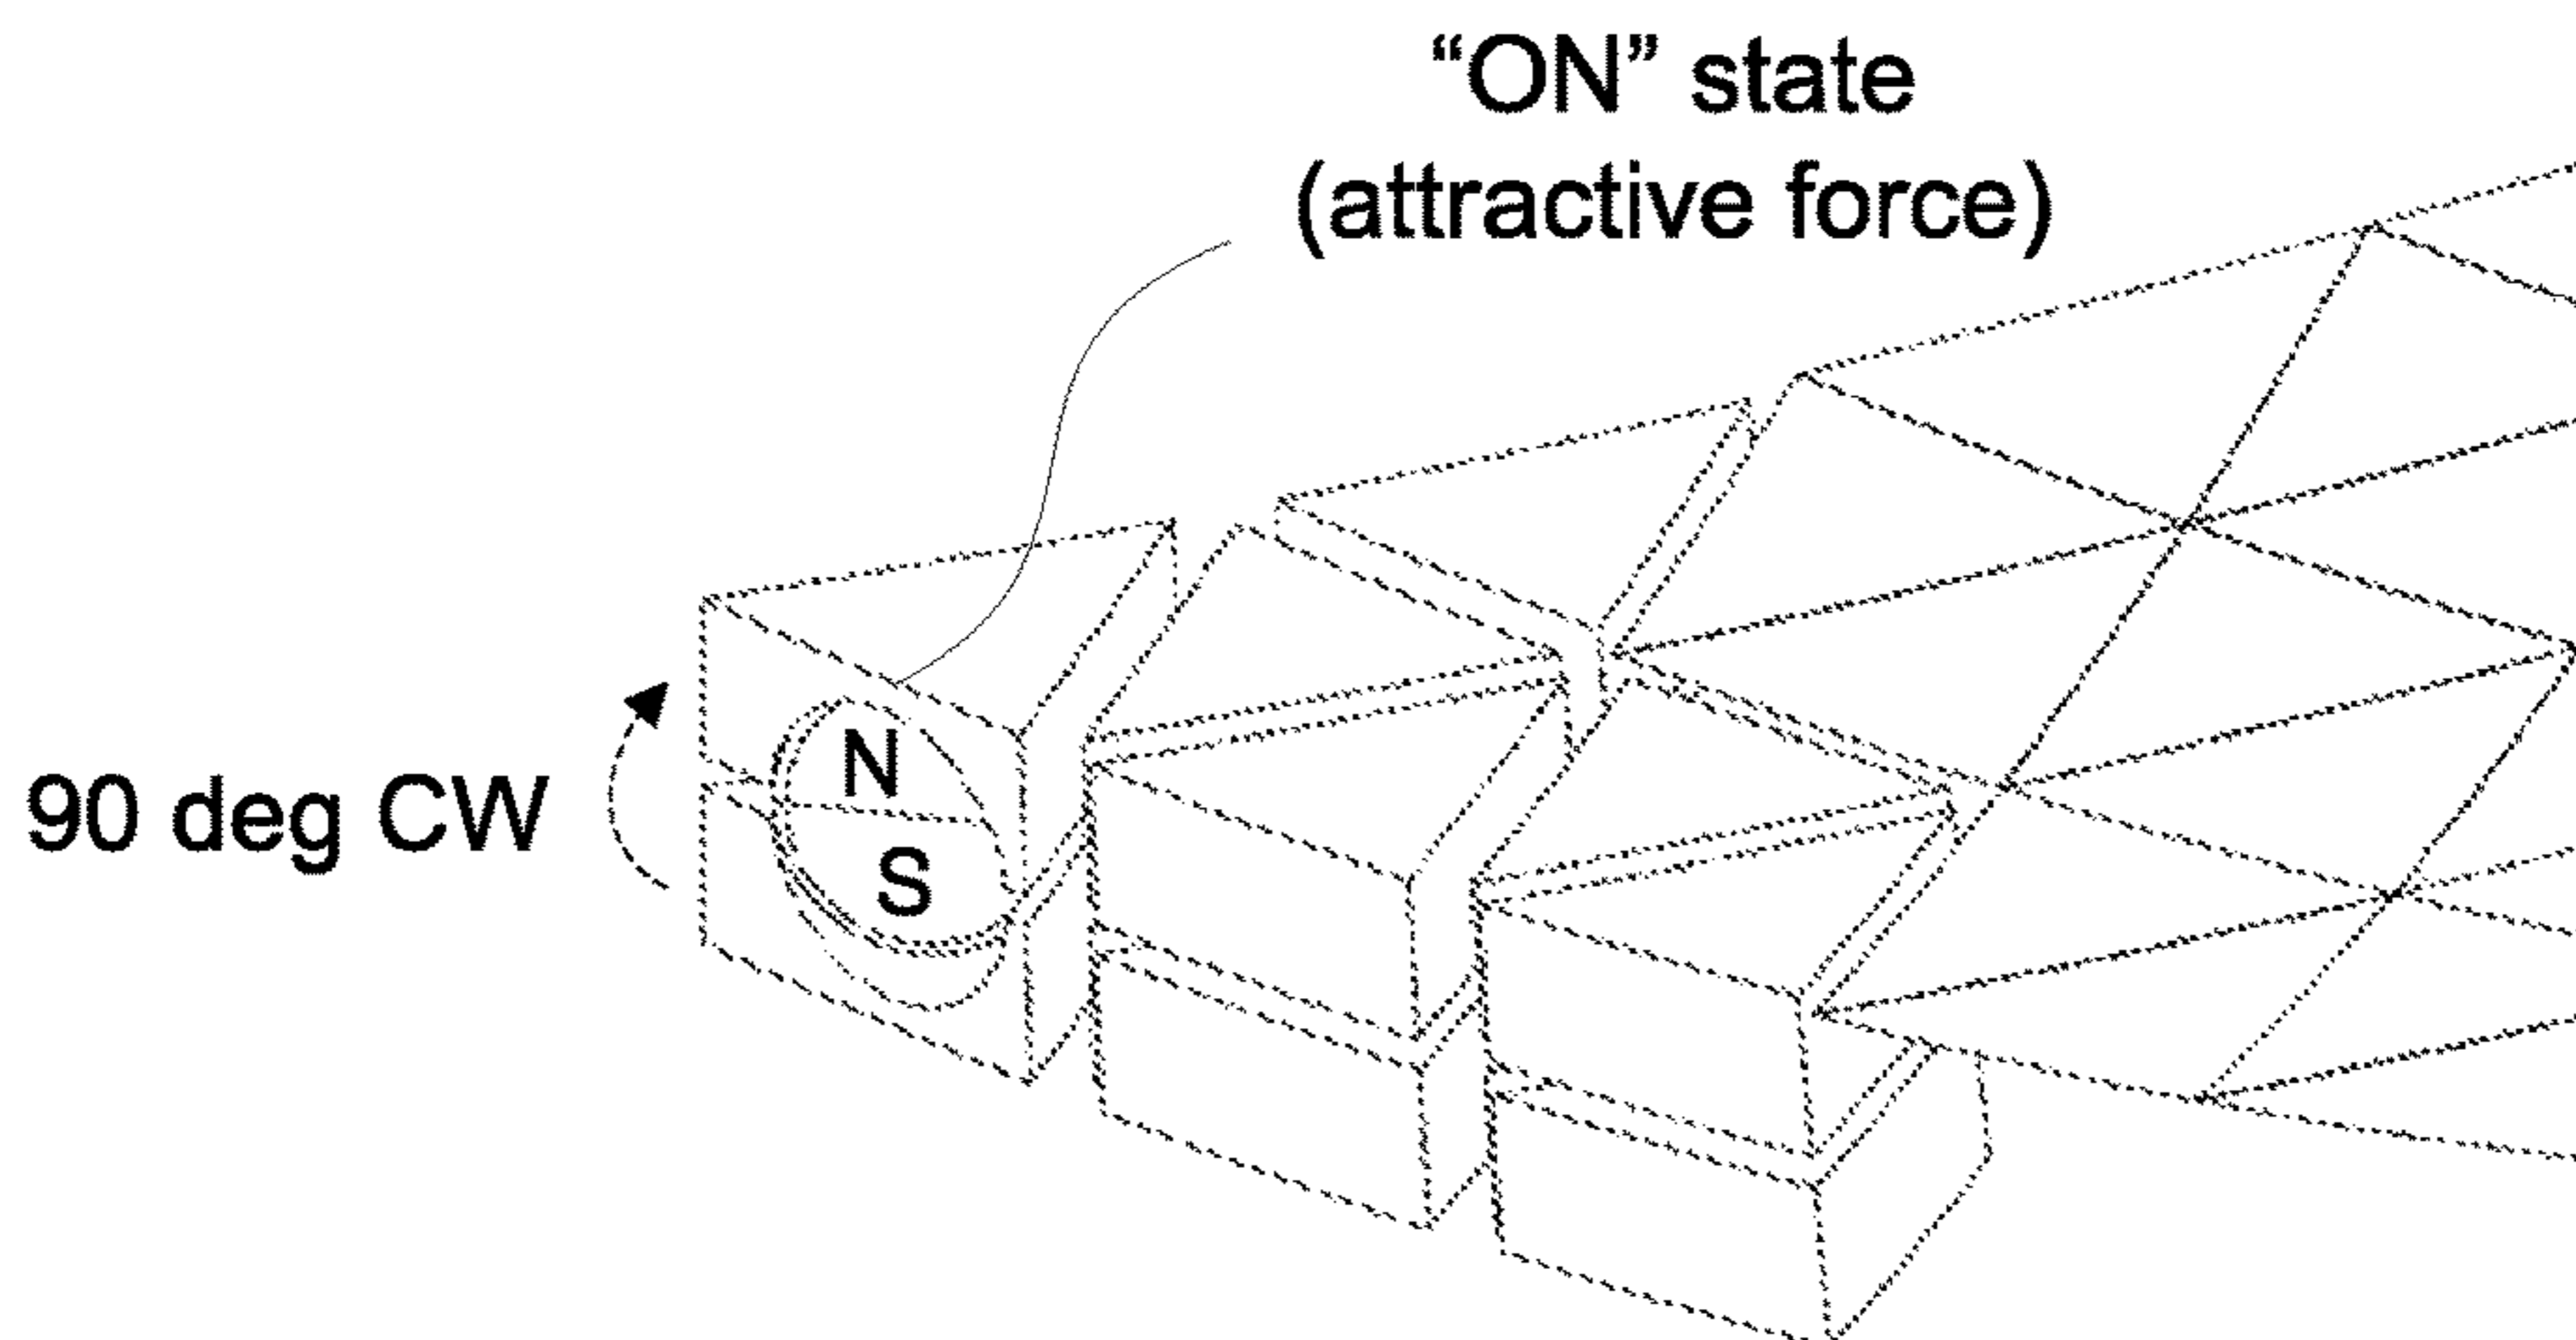 “ON” state
(attractive force)
N
90 deg CW
S